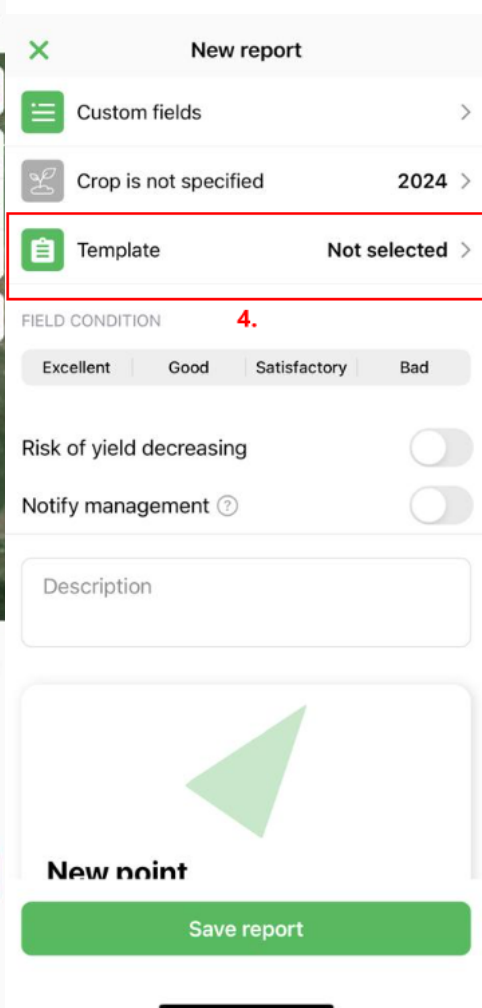 New report
Custom fields
Crop is not specified 2024
Template Not selected
FIELD CONDITION 4.
Excellent Good Satisfactory Bad
Risk of yield decreasing
Notify management ?
Description
New point
Save report